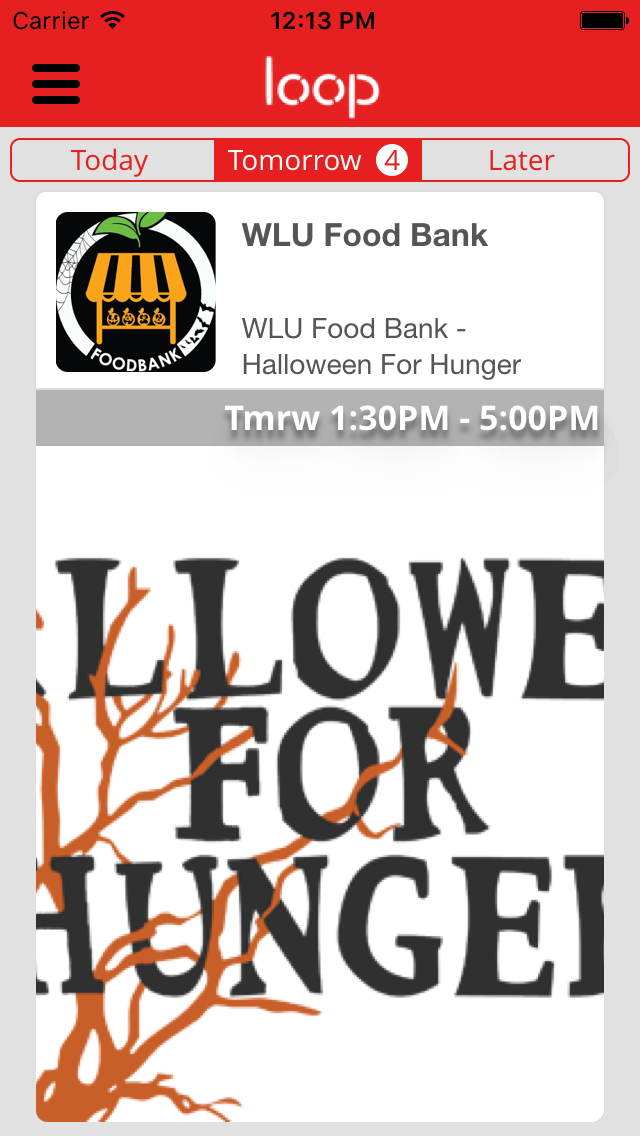 Carrier 12:13 PM
loop
Today Tomorrow 4 Later
WLU Food Bank
FOODBANK
WLU Food Bank -
Halloween For Hunger
Tmrw 1:30PM - 5:00PM
ALLOWE
FOR
HUNGE